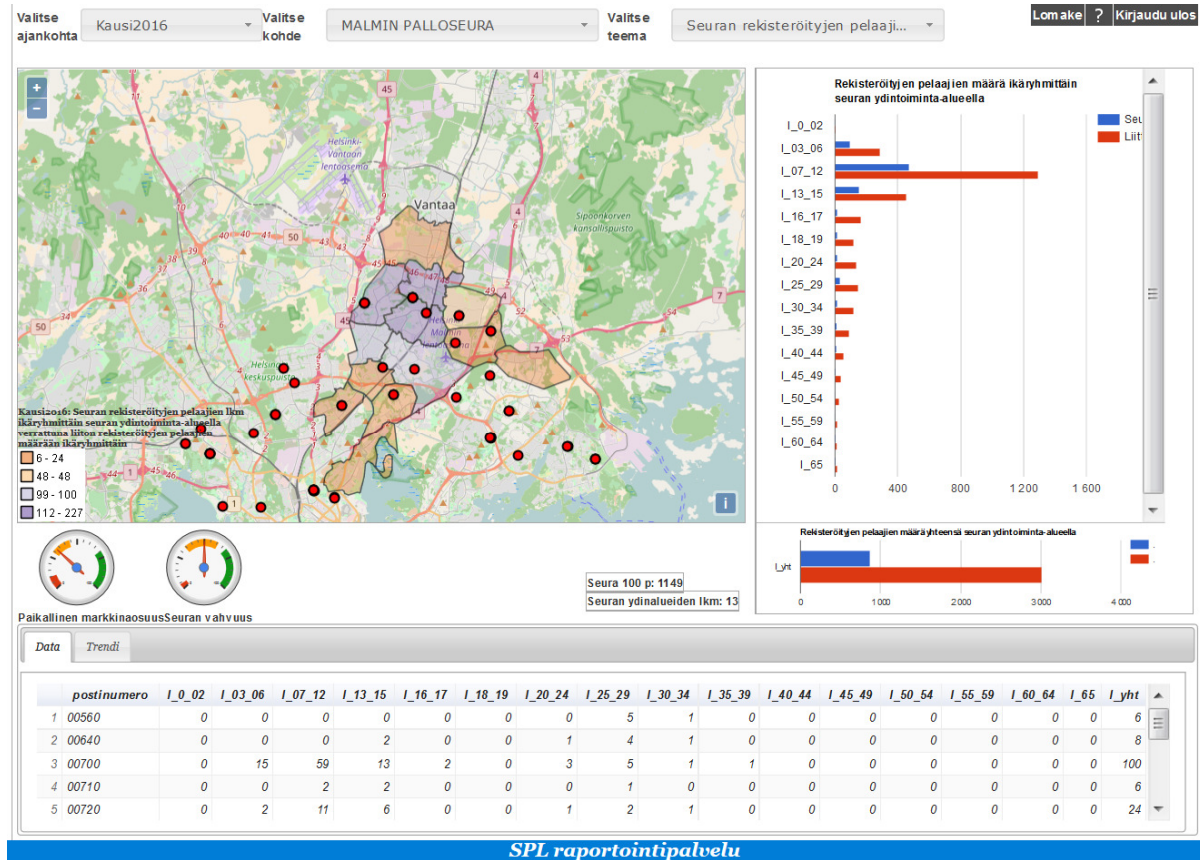 Valitse ajankohta
Kausi2016
Valitse kohde
MALMIN PALLOSEURA
Valitse teema
Seuran rekisteröityjen pelaaji...
Lomake
?
Kirjaudu ulos
+
-
Helsinki-
Vantaan
lentoasema
Vantaa
Sipoonkorven
kansallispuisto
Helsin
keskuspuisto
Kausi2016: Seuran rekisteröityjen pelaajien lkm
ikäryhmittäin seuran ydintoiminta-alueella
verrattuna liiton rekisteröityjen pelaajien
määrään ikäryhmittäin
6 - 24
48 - 48
99 - 100
112 - 227
i
Paikallinen markkinaosuus
Seuran vahvuus
Seura 100 p: 1149
Seuran ydinalueiden lkm: 13
Rekisteröityjen pelaajien määrä ikäryhmittäin
seuran ydintoiminta-alueella
Seu
Liit
I_0_02
I_03_06
I_07_12
I_13_15
I_16_17
I_18_19
I_20_24
I_25_29
I_30_34
I_35_39
I_40_44
I_45_49
I_50_54
I_55_59
I_60_64
I_65
0 400 800 1 200 1 600
Rekisteröityjen pelaajien määrä yhteensä seuran ydintoiminta-alueella
I_yht
0 1 000 2 000 3 000 4 000
Data
Trendi
postinumero I_0_02 I_03_06 I_07_12 I_13_15 I_16_17 I_18_19 I_20_24 I_25_29 I_30_34 I_35_39 I_40_44 I_45_49 I_50_54 I_55_59 I_60_64 I_65 I_yht
1 00560 0 0 0 0 0 0 0 5 1 0 0 0 0 0 0 0 6
2 00640 0 0 0 2 0 0 1 4 1 0 0 0 0 0 0 0 8
3 00700 0 15 59 13 2 0 3 5 1 1 0 0 0 0 0 0 100
4 00710 0 0 2 2 0 0 0 1 0 0 0 0 0 0 0 0 6
5 00720 0 2 11 6 0 0 1 2 1 0 0 0 0 0 0 0 24
SPL raportointipalvelu